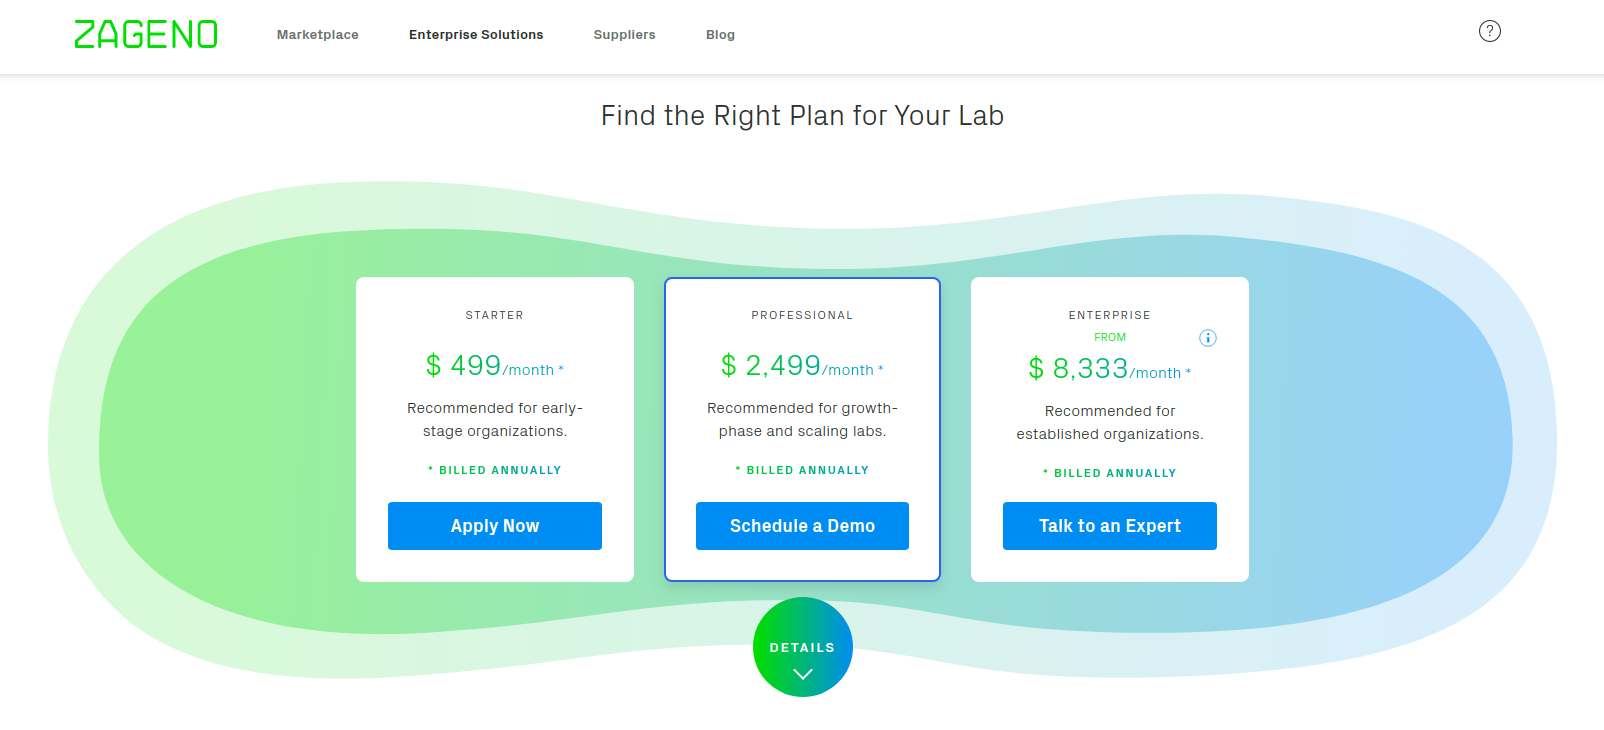 ZAGENO
Marketplace
Enterprise Solutions
Suppliers
Blog
?
Find the Right Plan for Your Lab
STARTER
$ 499/month *
Recommended for early-
stage organizations.
* BILLED ANNUALLY
Apply Now
PROFESSIONAL
$ 2,499/month *
Recommended for growth-
phase and scaling labs.
* BILLED ANNUALLY
Schedule a Demo
ENTERPRISE
FROM
i
$ 8,333/month *
Recommended for
established organizations.
* BILLED ANNUALLY
Talk to an Expert
DETAILS